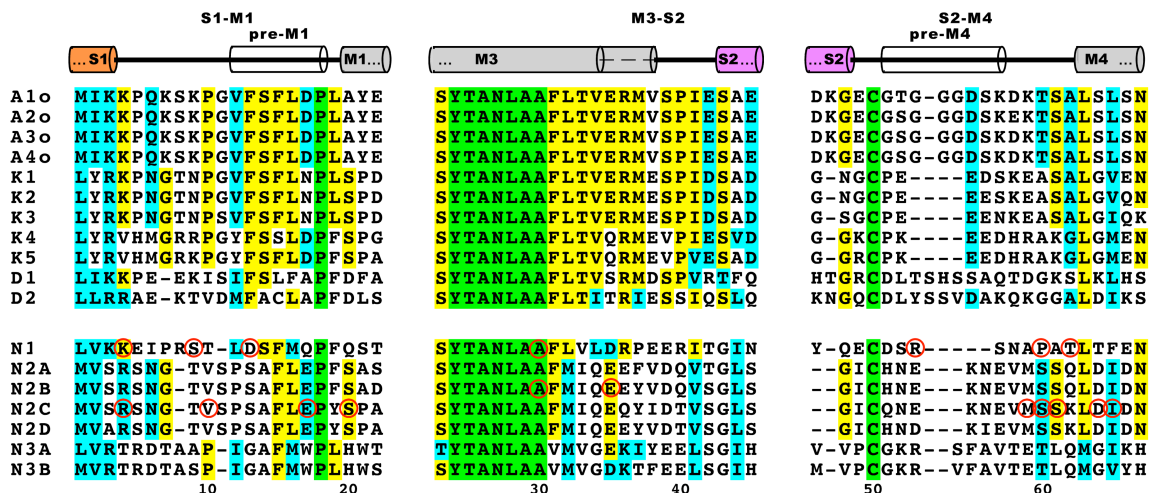 S1-M1 M3-S2 S2-M4
pre-M1 pre-M4
...S1 M1... ... M3 S2... ...S2 M4 ...
A1o MIKKPQKSKPGVFSFLDPLAYE SYTANLAAFLTVERMVSPIESAE DKGECGTG-GGDSKDKTSALSLSN
A2o MIKKPQKSKPGVFSFLDPLAYE SYTANLAAFLTVERMVSPIESAE DKGECGSG-GGDSKEKTSALSLSN
A3o MIKKPQKSKPGVFSFLDPLAYE SYTANLAAFLTVERMVSPIESAE DKGECGSG-GGDSKDKTSALSLSN
A4o MIKKPQKSKPGVFSFLDPLAYE SYTANLAAFLTVERMVSPIESAE DKGECGSG-GGDSKDKTSALSLSN
K1 LYRKPNGTNPGVFSFLNPLSPD SYTANLAAFLTVERMVSPIDSAD G-NGCPE----EDSKEASALGVEN
K2 LYRKPNGTNPGVFSFLNPLSPD SYTANLAAFLTVERMVSPIDSAD G-NGCPE----EESKEASALGVQN
K3 LYRKPNGTNPSVFSFLNPLSPD SYTANLAAFLTVERMVSPIDSAD G-SGCPE----EENKEASALGIQK
K4 LYRVHMGRRPGYFSSLDPFSPG SYTANLAAFLTVQRMEVPIESVD G-GKCPK----EEDHRAKGLGMEN
K5 LYRVHMGRKPGYFSFLDPFSPA SYTANLAAFLTVQRMEVPVESAD G-GRCPK----EEDHRAKGLGMEN
D1 LIKKPE-EKISIFSLFAPFDFA SYTANLAAFLTVSRMDSPVRTFQ HTGRCDLTSHSSAQTDGKSLKLHS
D2 LLRRAE-KTVDMFACLAPFDLS SYTANLAAFLTITRIESSIQSLQ KNGQCDLYSSVDAKQKGGALDIKS
N1 LVKKEIPRST-LDSFMQPFQST SYTANLAAFLVLDRPEERITGIN Y-QECDSR-----SNAPATLTFEN
N2A MVSRSNG-TVSPSAFLEPFSAD SYTANLAAFMIQEEFVDQVTGLS --GICHNE---KNEVMSSQLDIDN
N2B MVSRSNG-TVSPSAFLEPFSAD SYTANLAAFMIQEEYVDQVSGLS --GICHNE---KNEVMSSQLDIDN
N2C MVSRSNG-TVSPSAFLEPYSPA SYTANLAAFMIQEQYIDTVSGLS --GICQNE---KNEVMSSKLDIDN
N2D MVARSNG-TVSPSAFLEPYSPA SYTANLAAFMIQEEYVDTVSGLS --GICHND---KIEVMSSKLDIDN
N3A LVRTRDTAAP-IGAFMWPLHWT TYTANLAAVMVGEKIYEELSGIH V-VPCGKR---SFAVTETLQMGIKH
N3B MVRTRDTASP-IGAFMWPLHWS SYTANLAAVMVGDKTFEELSGIH M-VPCGKR---VFAVTETLQMGVYH
10 20 30 40 50 60